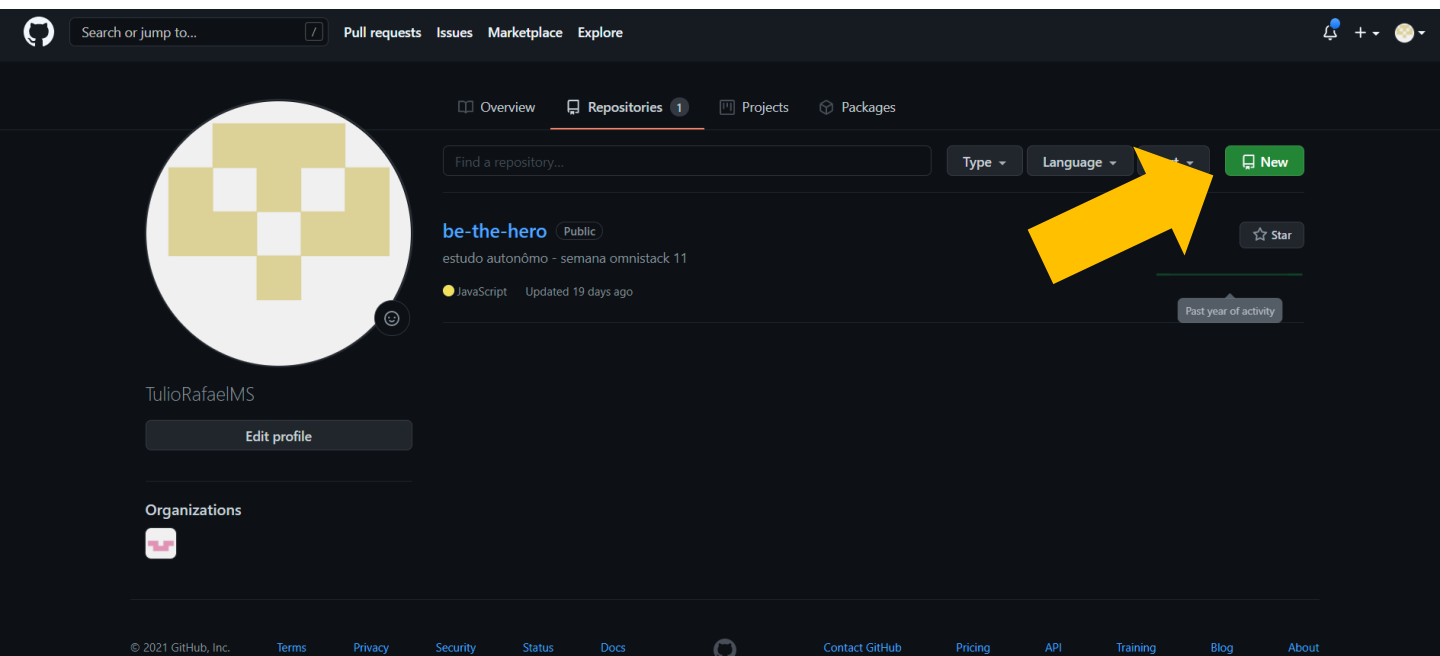 Search or jump to... /
Pull requests Issues Marketplace Explore
Overview Repositories 1 Projects Packages
Find a repository... Type Language New
be-the-hero Public
Star
estudo autonômo - semana omnistack 11
JavaScript Updated 19 days ago
Past year of activity
TulioRafaelMS
Edit profile
Organizations
© 2021 GitHub, Inc. Terms Privacy Security Status Docs Contact GitHub Pricing API Training Blog About